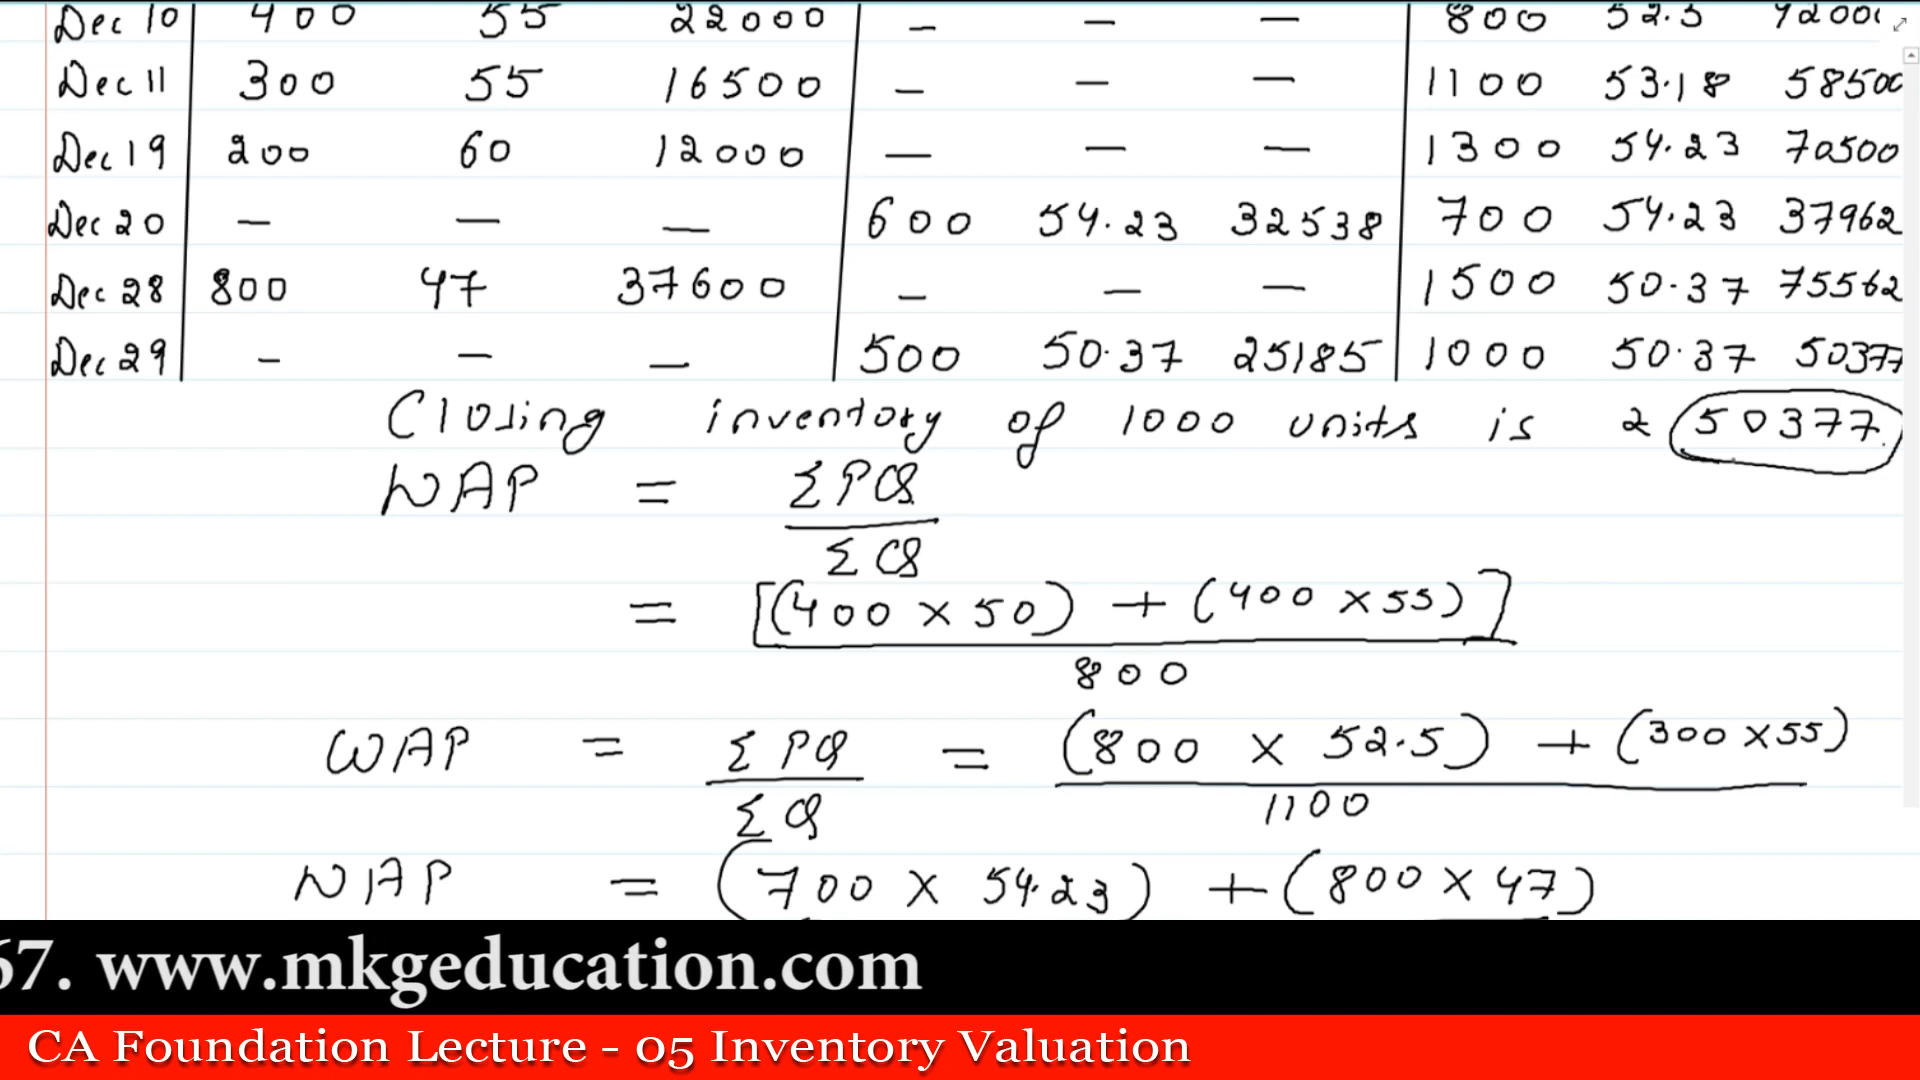 Dec 10 400 55 22000 - - - 800 52.5 42000
Dec 11 300 55 16500 - - - 1100 53.18 58500
Dec 19 200 60 12000 - - - 1300 54.23 70500
Dec 20 - - - 600 54.23 32538 700 54.23 37962
Dec 28 800 47 37600 - - - 1500 50.37 75562
Dec 29 - - - 500 50.37 25185 1000 50.37 50377
Closing inventory of 1000 units is 2 50377
WAP = ΣPQ
ΣQ
= [(400 × 50) + (400 × 55)]
800
WAP = ΣPQ = (800 × 52.5) + (300 × 55)
ΣQ 1100
WAP = (700 × 54.23) + (800 × 47)
67. www.mkgeducation.com
CA Foundation Lecture - 05 Inventory Valuation